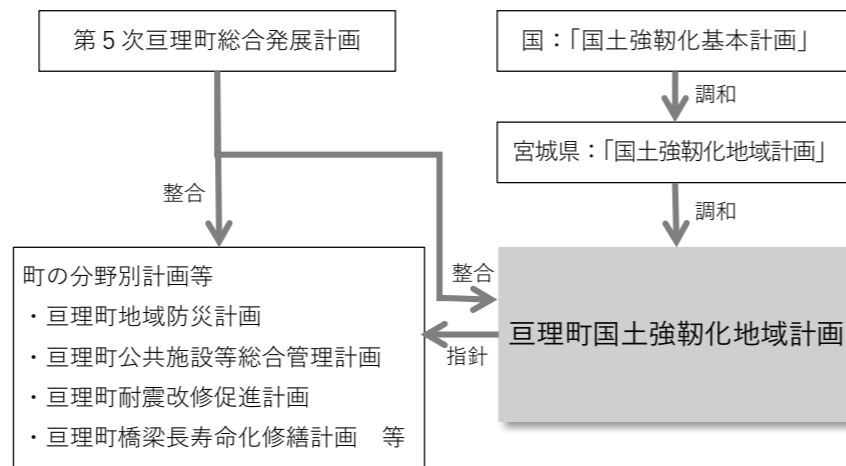 第5次亘理町総合発展計画
国：「国土強靭化基本計画」
調和
宮城県：「国土強靭化地域計画」
整合
調和
町の分野別計画等
・亘理町地域防災計画
・亘理町公共施設等総合管理計画
・亘理町耐震改修促進計画
・亘理町橋梁長寿命化修繕計画　等
整合
指針
亘理町国土強靭化地域計画